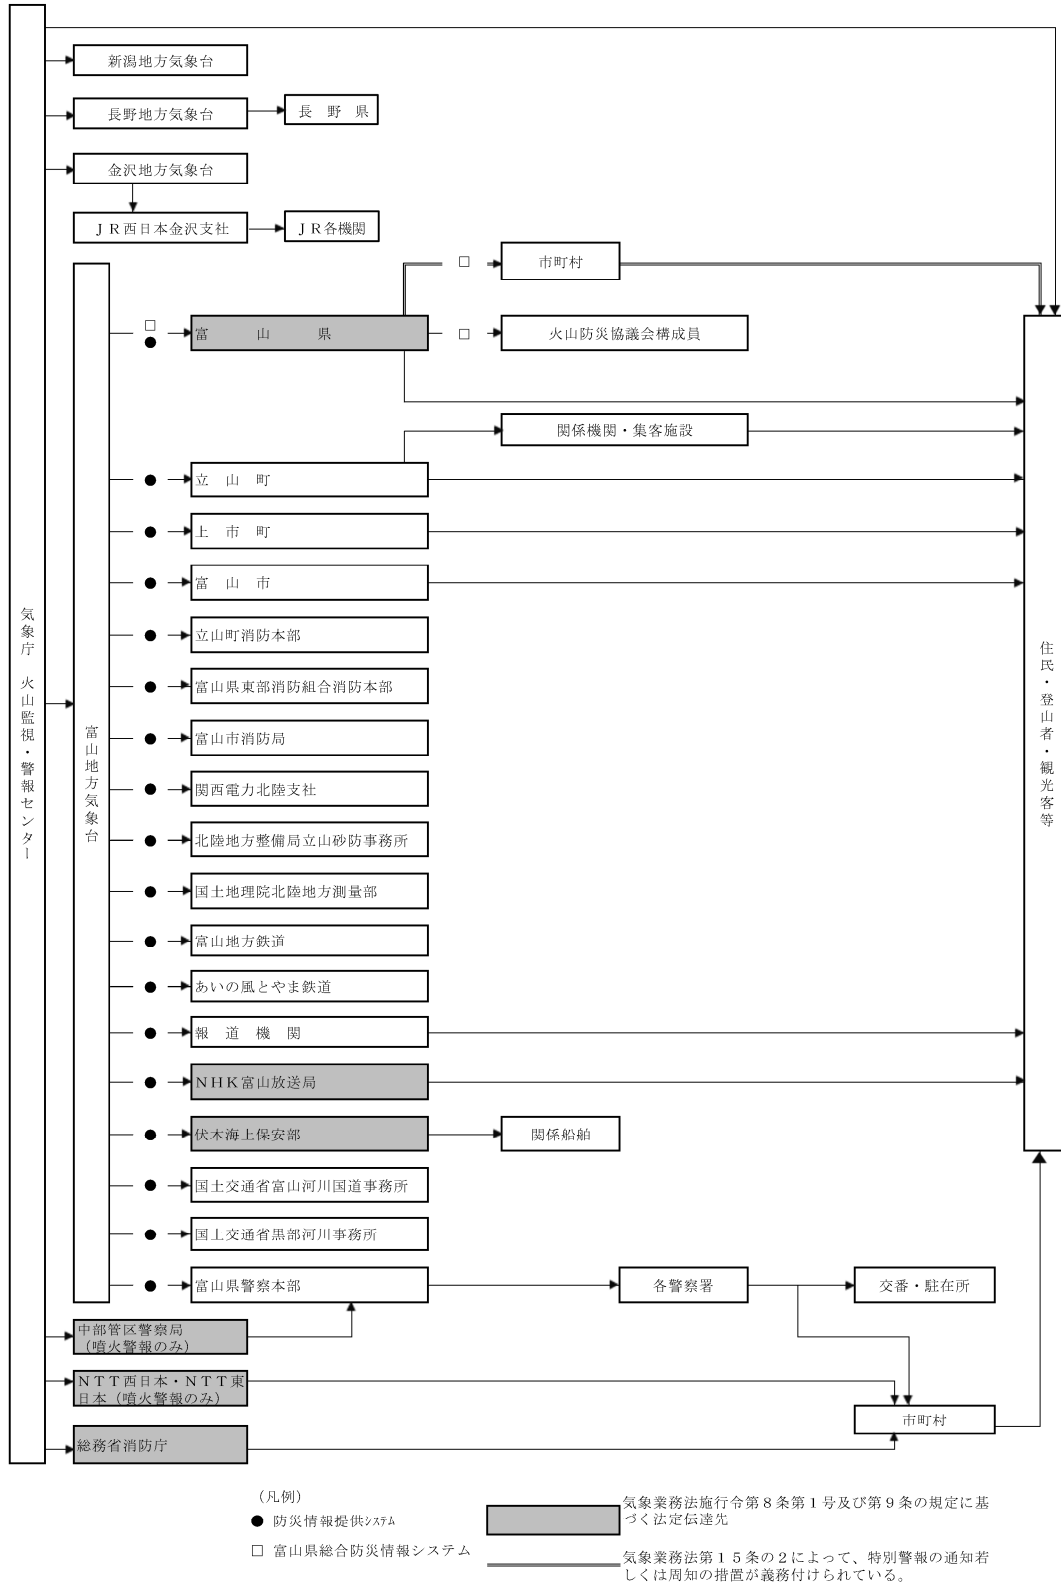 新潟地方気象台
長野地方気象台
長　野　県
金沢地方気象台
ＪＲ西日本金沢支社
ＪＲ各機関
市町村
富　山　県
火山防災協議会構成員
関係機関・集客施設
立　山　町
上　市　町
富　山　市
立山町消防本部
富山県東部消防組合消防本部
富山市消防局
関西電力北陸支社
北陸地方整備局立山砂防事務所
国土地理院北陸地方測量部
富山地方鉄道
あいの風とやま鉄道
報　道　機　関
ＮＨＫ富山放送局
伏木海上保安部
関係船舶
国土交通省富山河川国道事務所
国土交通省黒部河川事務所
富山県警察本部
各警察署
交番・駐在所
気象庁　火山監視・警報センター
富山地方気象台
住民・登山者・観光客等
中部管区警察局
（噴火警報のみ）
ＮＴＴ西日本・ＮＴＴ東
日本（噴火警報のみ）
市町村
総務省消防庁
（凡例）
● 防災情報提供ｼｽﾃﾑ
□ 富山県総合防災情報システム
気象業務法施行令第８条第１号及び第９条の規定に基
づく法定伝達先
気象業務法第１５条の２によって、特別警報の通知若
しくは周知の措置が義務付けられている。